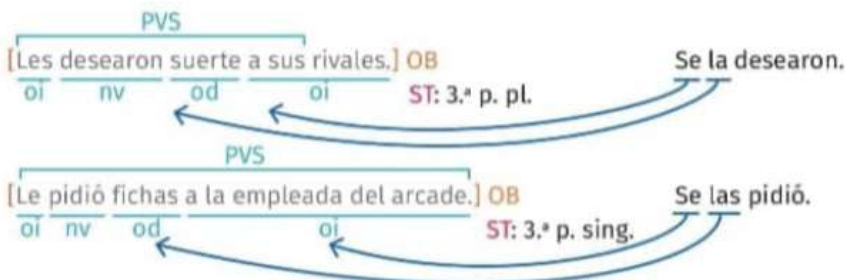 PVS
[Les desearon suerte a sus rivales.] OB Se la desearon.
oi nv od oi ST: 3.ª p. pl.
PVS
[Le pidió fichas a la empleada del arcade.] OB Se las pidió.
oi nv od oi ST: 3.ª p. sing.